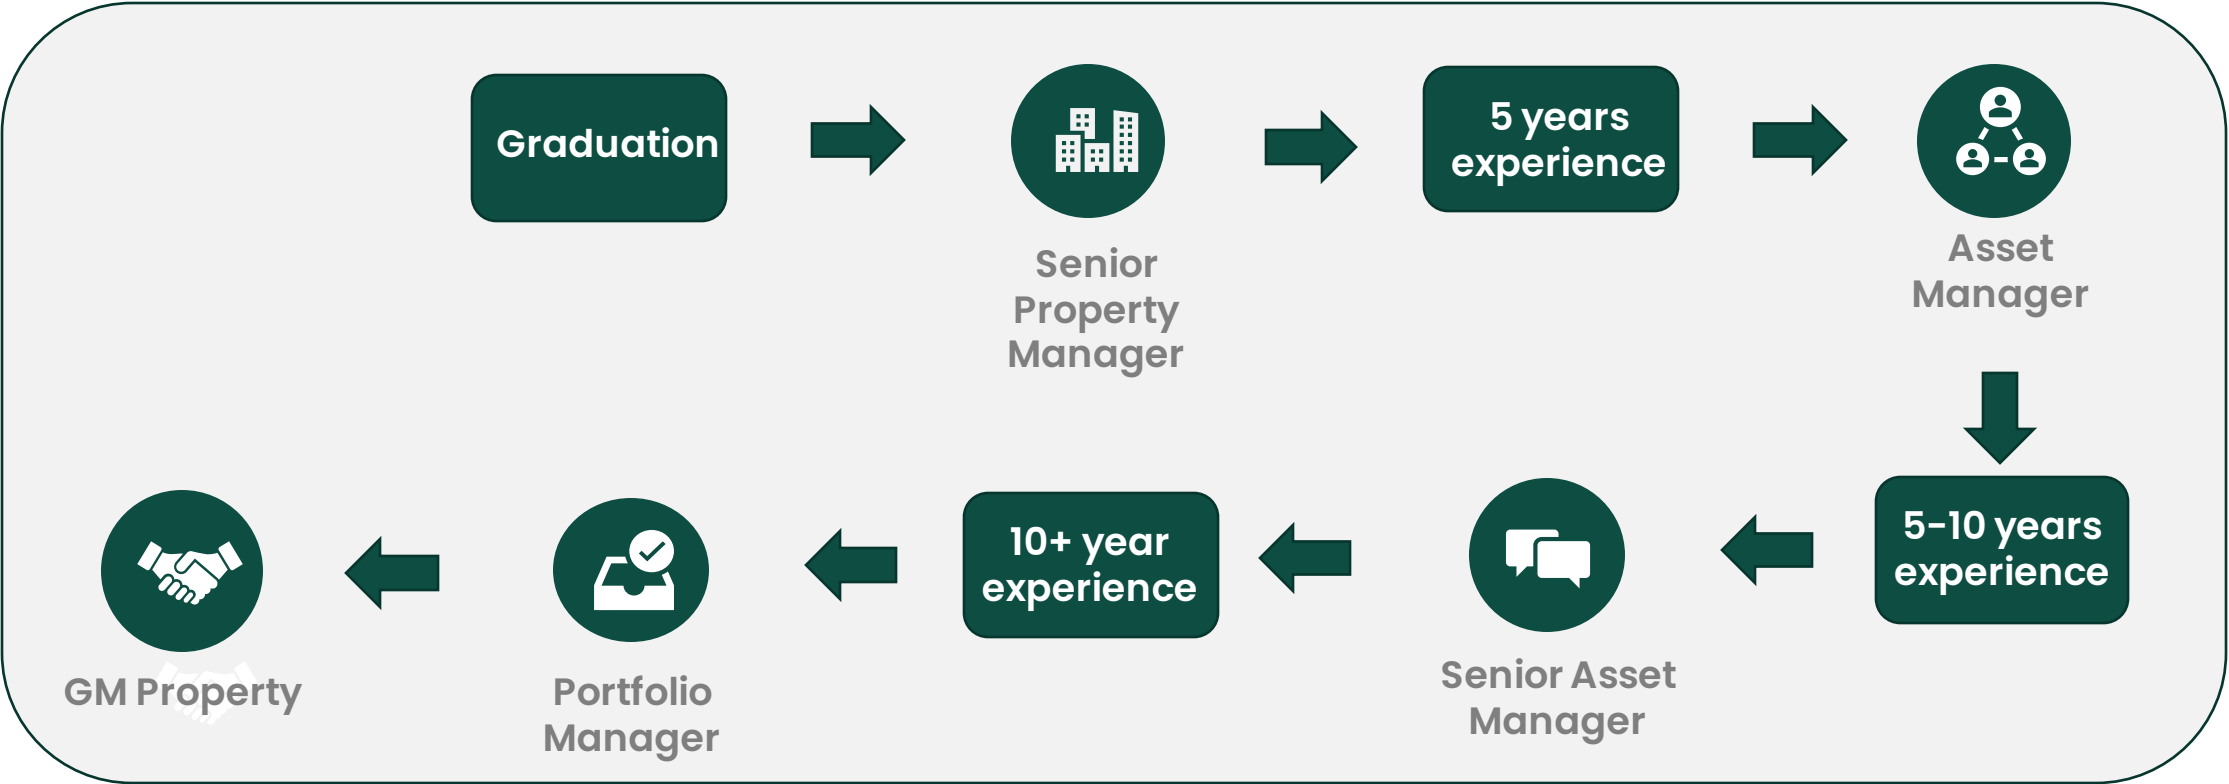 Graduation
Senior
Property
Manager
5 years
experience
Asset
Manager
5-10 years
experience
Senior Asset
Manager
10+ year
experience
Portfolio
Manager
GM Property